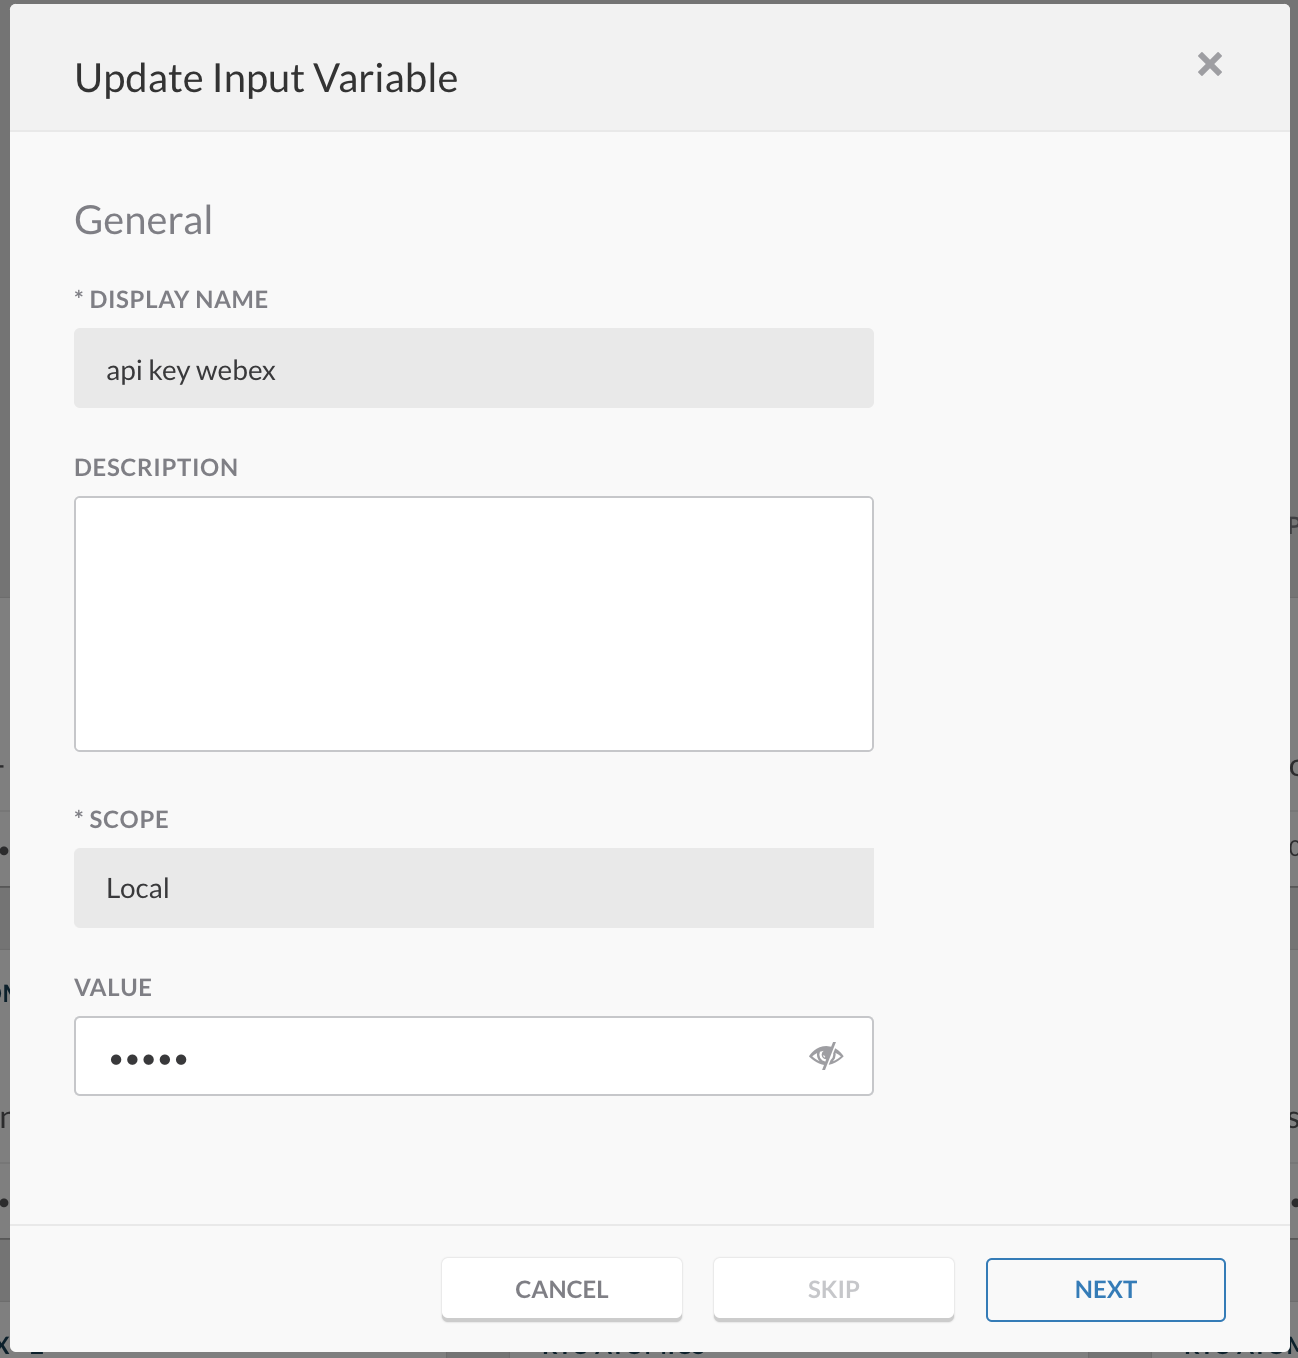 Update Input Variable
General
* DISPLAY NAME
api key webex
DESCRIPTION
* SCOPE
Local
VALUE
•••••
CANCEL
SKIP
NEXT